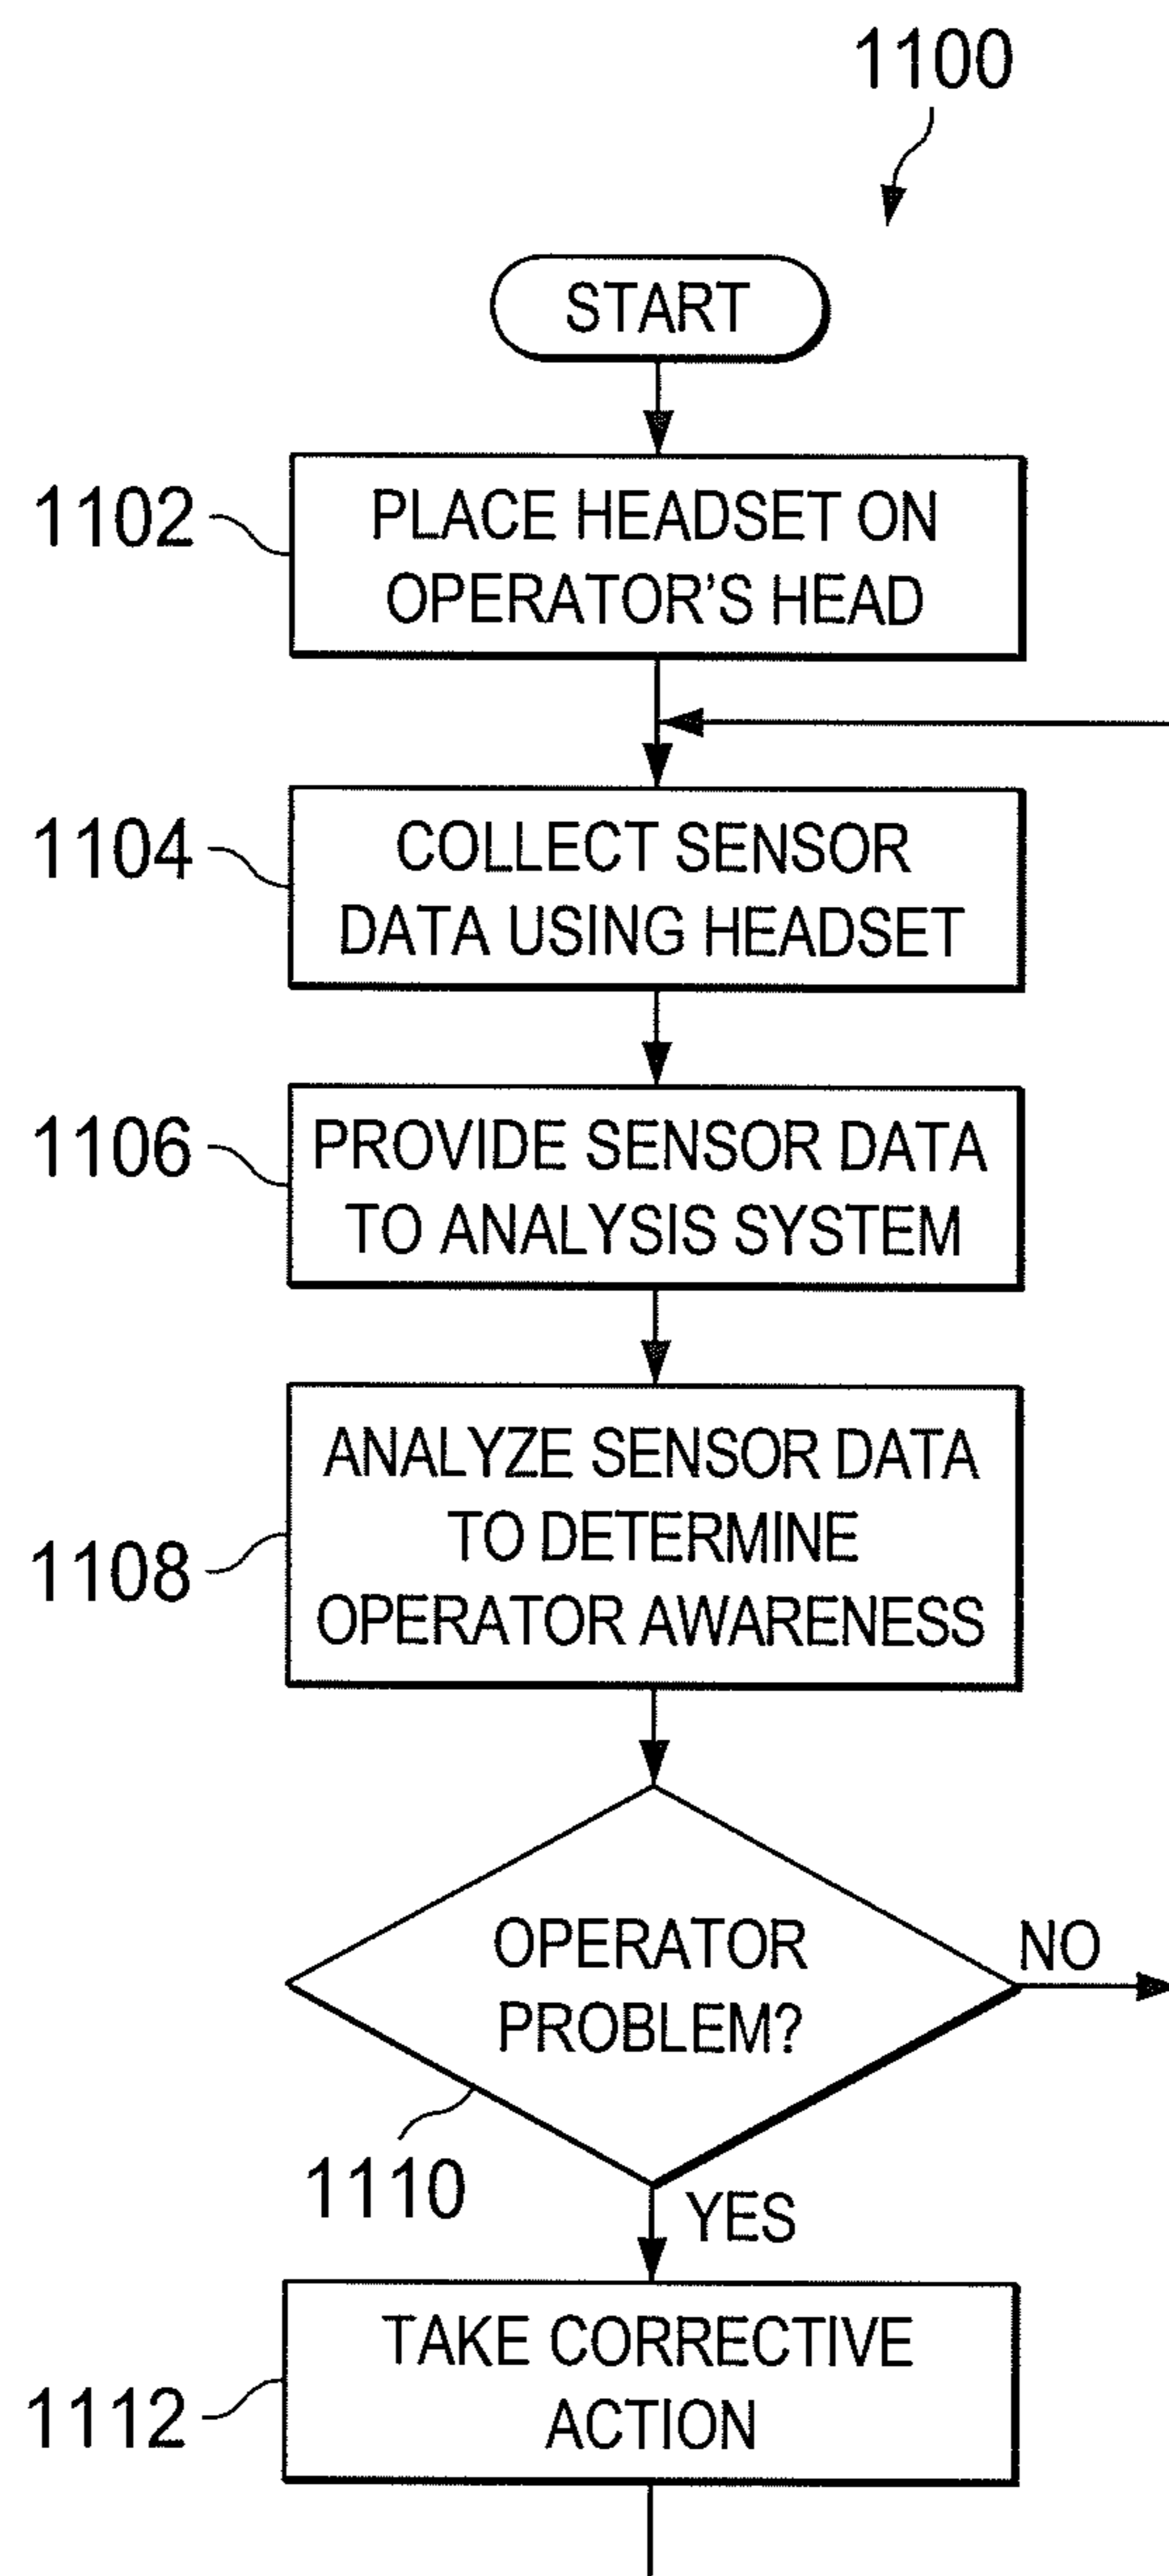 1100
START
1102
PLACE HEADSET ON
OPERATOR'S HEAD
1104
COLLECT SENSOR
DATA USING HEADSET
1106
PROVIDE SENSOR DATA
TO ANALYSIS SYSTEM
1108
ANALYZE SENSOR DATA
TO DETERMINE
OPERATOR AWARENESS
OPERATOR
PROBLEM?
NO
1110
YES
1112
TAKE CORRECTIVE
ACTION